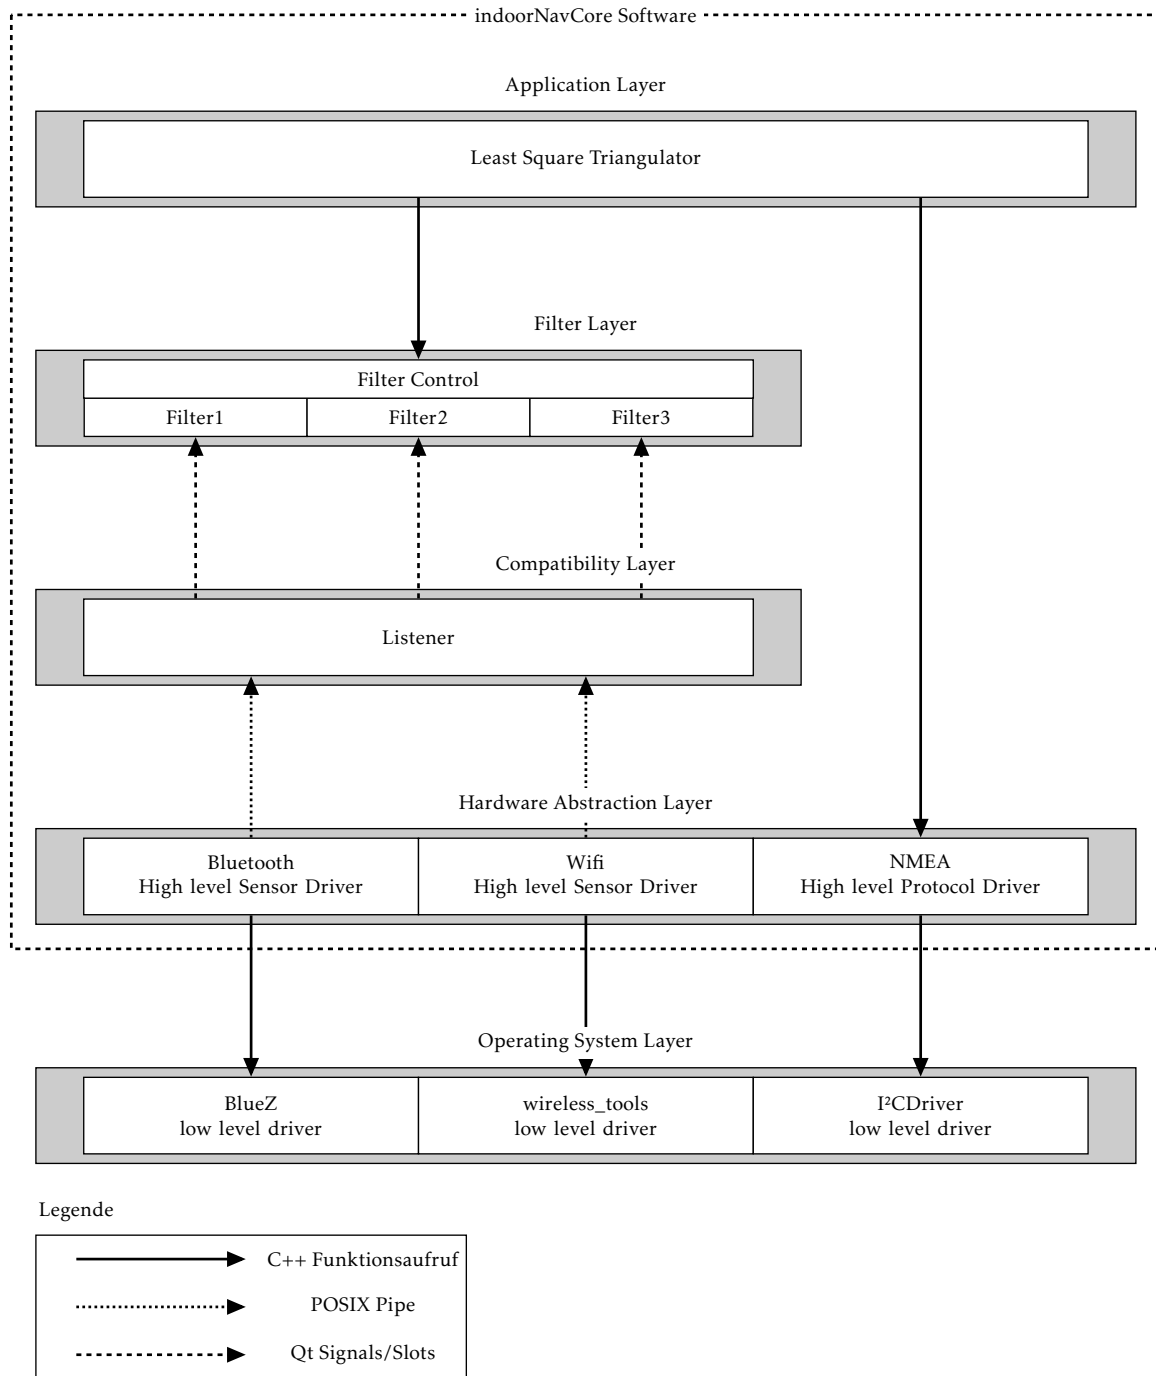 indoorNavCore Software
Application Layer
Least Square Triangulator
Filter Layer
Filter Control
Filter1
Filter2
Filter3
Compatibility Layer
Listener
Hardware Abstraction Layer
Bluetooth
High level Sensor Driver
Wifi
High level Sensor Driver
NMEA
High level Protocol Driver
Operating System Layer
BlueZ
low level driver
wireless_tools
low level driver
I²CDriver
low level driver
Legende
C++ Funktionsaufruf
POSIX Pipe
Qt Signals/Slots